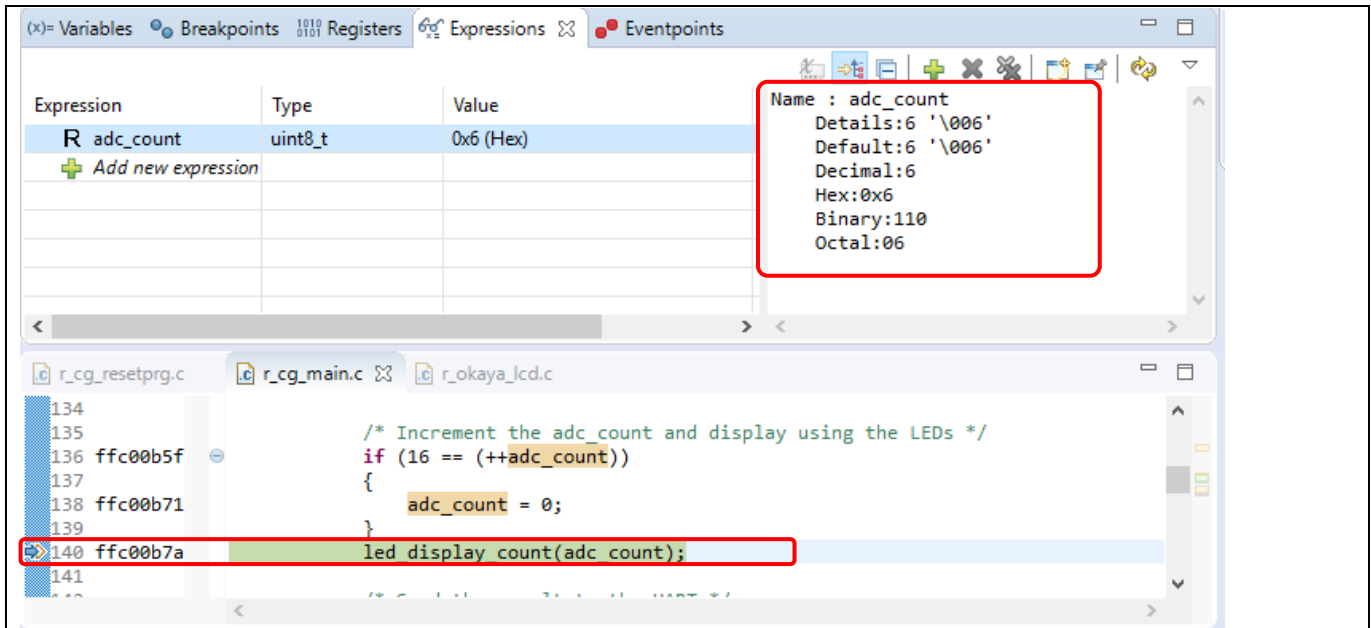 (x)= Variables Breakpoints 1010 0101 Registers Expressions Eventpoints
Expression Type Value
R adc_count uint8_t 0x6 (Hex)
Add new expression
Name : adc_count
Details:6 '\006'
Default:6 '\006'
Decimal:6
Hex:0x6
Binary:110
Octal:06
r_cg_resetprg.c r_cg_main.c r_okaya_lcd.c
134
135 /* Increment the adc_count and display using the LEDs */
136 ffc00b5f if (16 == (++adc_count))
137 {
138 ffc00b71 adc_count = 0;
139 }
140 ffc00b7a led_display_count(adc_count);
141